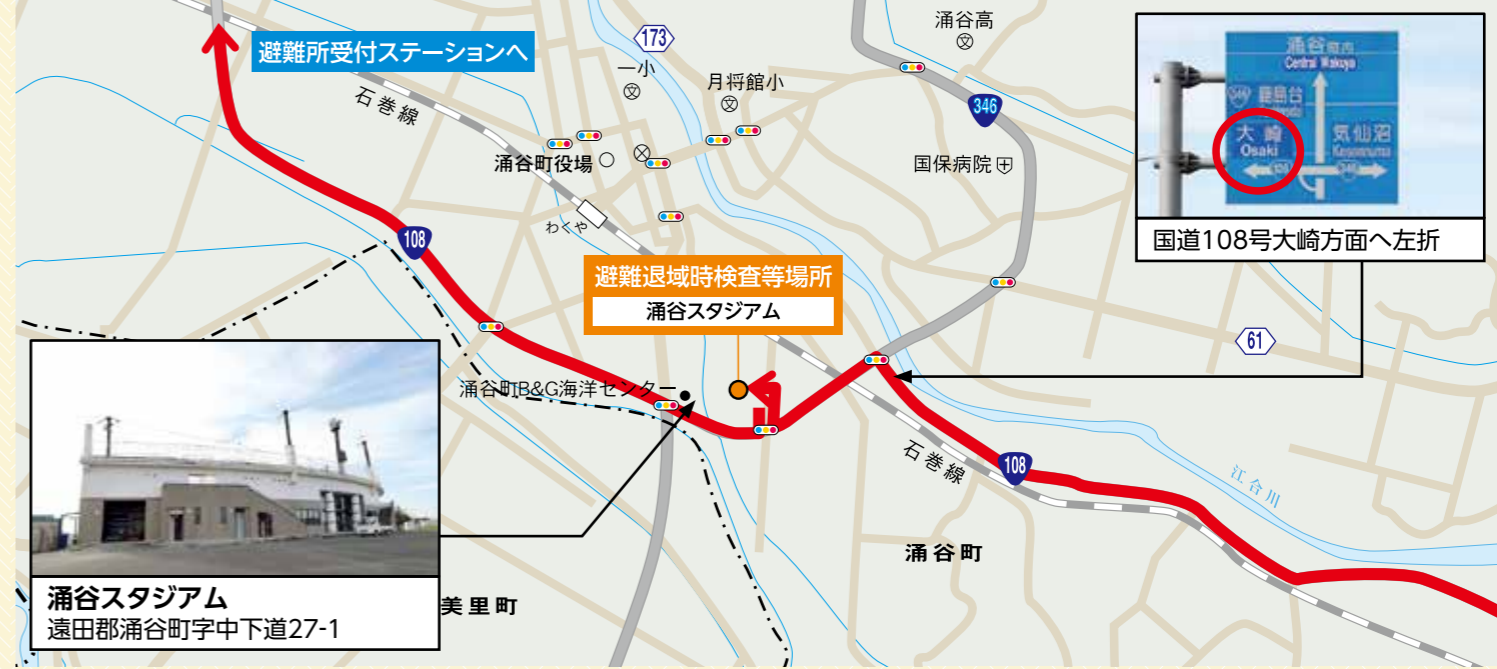 避難所受付ステーションへ
173
一小
月将館小
涌谷高
346
石巻線
涌谷町役場
国保病院
わくや
108
避難退域時検査等場所
涌谷スタジアム
61
涌谷町B&G海洋センター
石巻線
108
江合川
涌谷町
美里町
涌谷町内
Central Wakuya
346 鹿島台
大崎
Osaki
気仙沼
Kesennuma
108
346
国道108号大崎方面へ左折
涌谷スタジアム
遠田郡涌谷町字中下道27-1